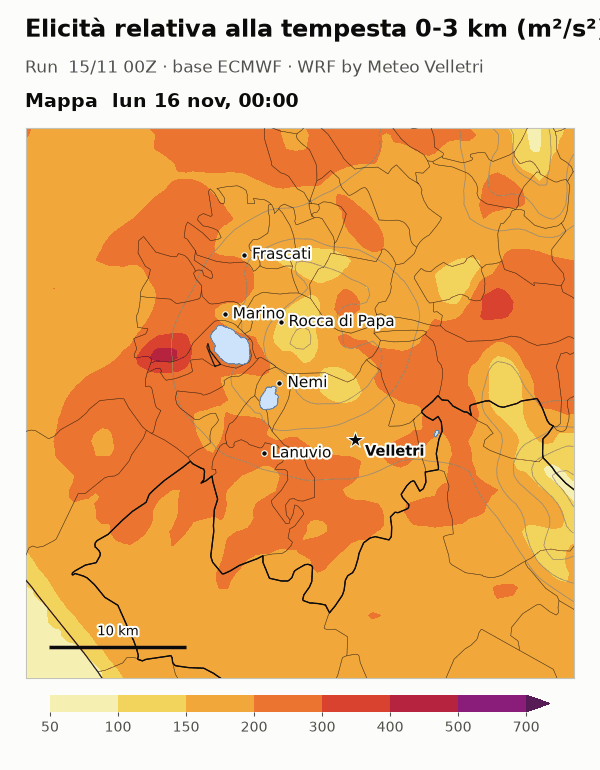 Elicità relativa alla tempesta 0-3 km (m²/s²)
Run 15/11 00Z · base ECMWF · WRF by Meteo Velletri
Mappa lun 16 nov, 00:00
Frascati
Marino
Rocca di Papa
Nemi
Velletri
Lanuvio
10 km
50 100 150 200 300 400 500 700